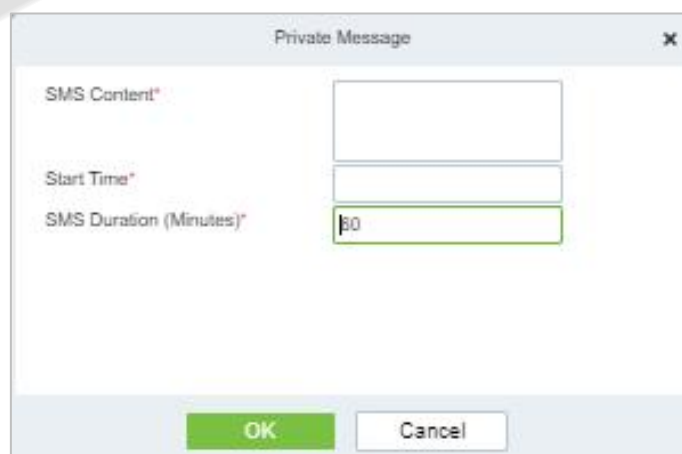 Private Message
SMS Content*
Start Time*
SMS Duration (Minutes)* 60
OK Cancel